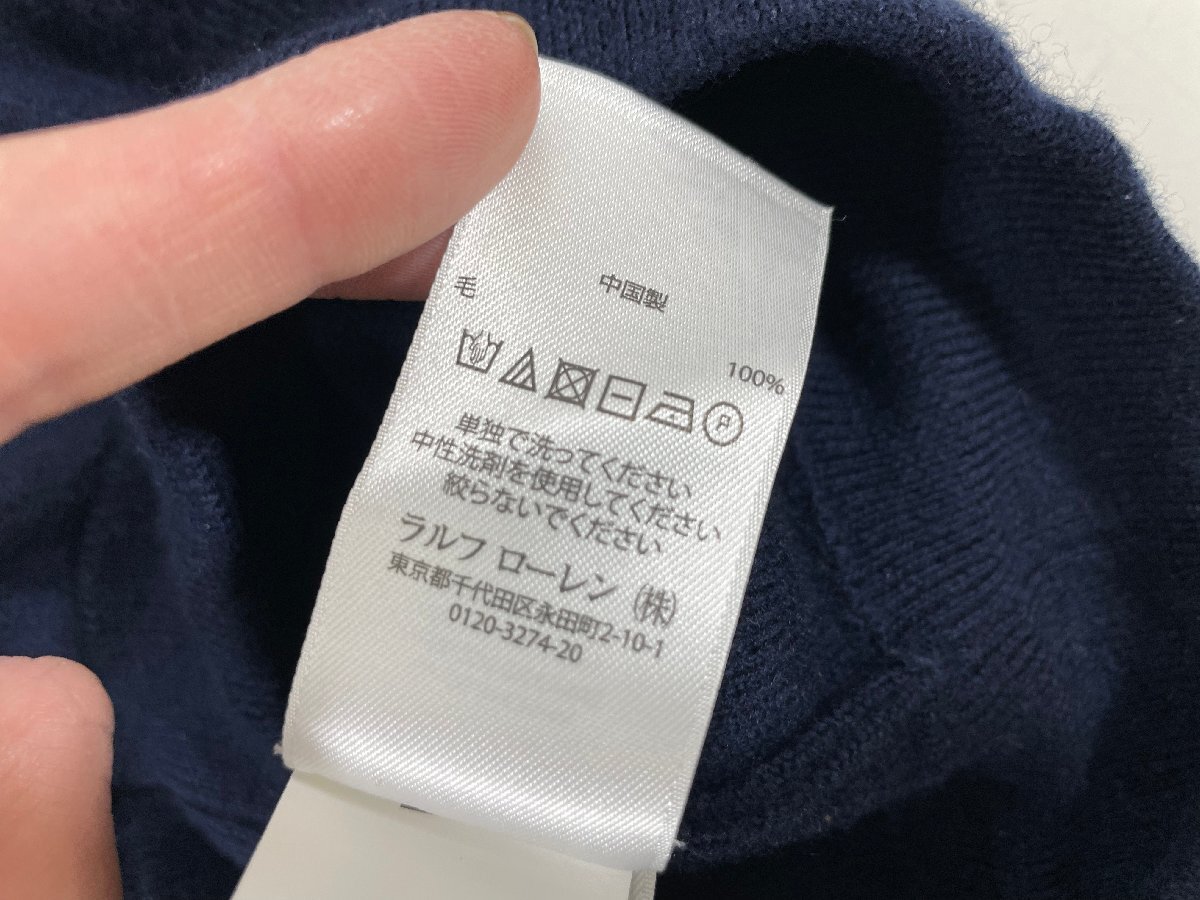 中国製
毛 100%
P
単独で洗ってください
中性洗剤を使用してください
絞らないでください
ラルフ ローレン (株)
東京都千代田区永田町2-10-1
0120-3274-20